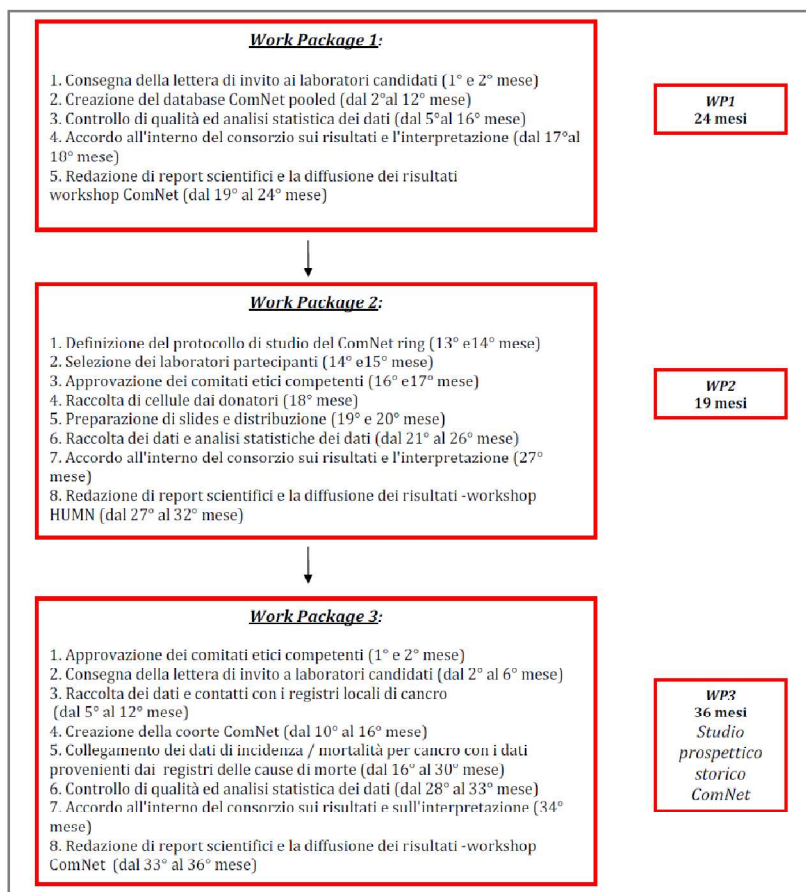 Work Package 1:
1. Consegna della lettera di invito ai laboratori candidati (1° e 2° mese)
2. Creazione del database ComNet pooled (dal 2°al 12° mese)
3. Controllo di qualità ed analisi statistica dei dati (dal 5°al 16° mese)
4. Accordo all'interno del consorzio sui risultati e l'interpretazione (dal 17°al
18° mese)
5. Redazione di report scientifici e la diffusione dei risultati
workshop ComNet (dal 19° al 24° mese)
WP1
24 mesi
Work Package 2:
1. Definizione del protocollo di studio del ComNet ring (13° e14° mese)
2. Selezione dei laboratori partecipanti (14° e15° mese)
3. Approvazione dei comitati etici competenti (16° e17° mese)
4. Raccolta di cellule dai donatori (18° mese)
5. Preparazione di slides e distribuzione (19° e 20° mese)
6. Raccolta dei dati e analisi statistiche dei dati (dal 21° al 26° mese)
7. Accordo all'interno del consorzio sui risultati e l'interpretazione (27°
mese)
8. Redazione di report scientifici e la diffusione dei risultati -workshop
HUMN (dal 27° al 32° mese)
WP2
19 mesi
Work Package 3:
1. Approvazione dei comitati etici competenti (1° e 2° mese)
2. Consegna della lettera di invito a laboratori candidati (dal 2° al 6° mese)
3. Raccolta dei dati e contatti con i registri locali di cancro
(dal 5° al 12° mese)
4. Creazione della coorte ComNet (dal 10° al 16° mese)
5. Collegamento dei dati di incidenza / mortalità per cancro con i dati
provenienti dai registri delle cause di morte (dal 16° al 30° mese)
6. Controllo di qualità ed analisi statistica dei dati (dal 28° al 33° mese)
7. Accordo all'interno del consorzio sui risultati e sull'interpretazione (34°
mese)
8. Redazione di report scientifici e la diffusione dei risultati -workshop
ComNet (dal 33° al 36° mese)
WP3
36 mesi
Studio
prospettico
storico
ComNet